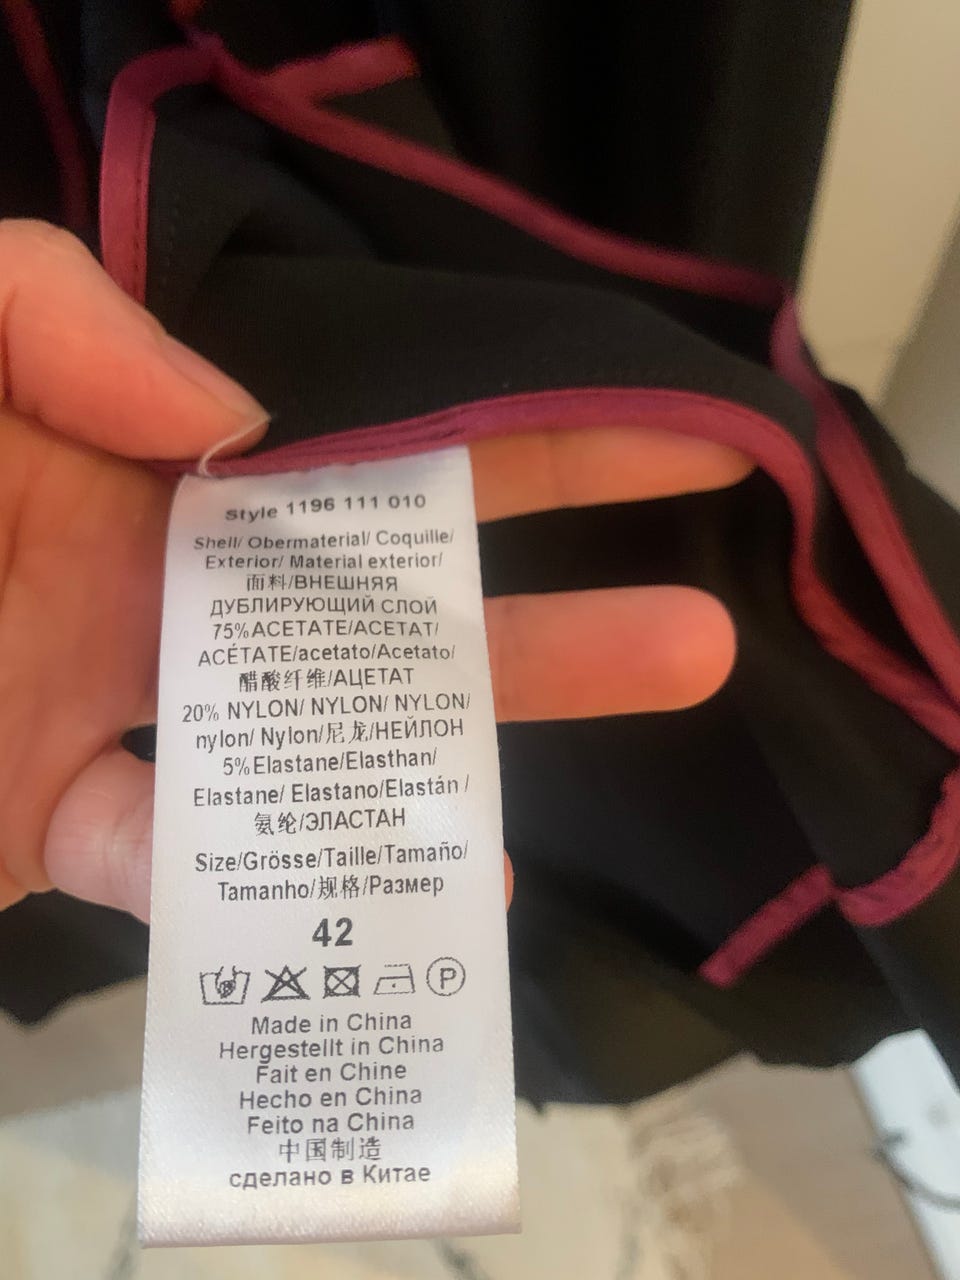 Style 1196 111 010
Shell/ Obermaterial/ Coquille/
Exterior/ Material exterior/
面料/ВНЕШНЯЯ
ДУБЛИРУЮЩИЙ СЛОЙ
75%ACETATE/ACETAT/
ACÉTATE/acetato/Acetato/
醋酸纤维/АЦЕТАТ
20% NYLON/ NYLON/ NYLON/
nylon/ Nylon/尼龙/НЕЙЛОН
5%Elastane/Elasthan/
Elastane/ Elastano/Elastán /
氨纶/ЭЛАСТАН
Size/Grösse/Taille/Tamaño/
Tamanho/规格/Размер
42
P
Made in China
Hergestellt in China
Fait en Chine
Hecho en China
Feito na China
中国制造
сделано в Китае